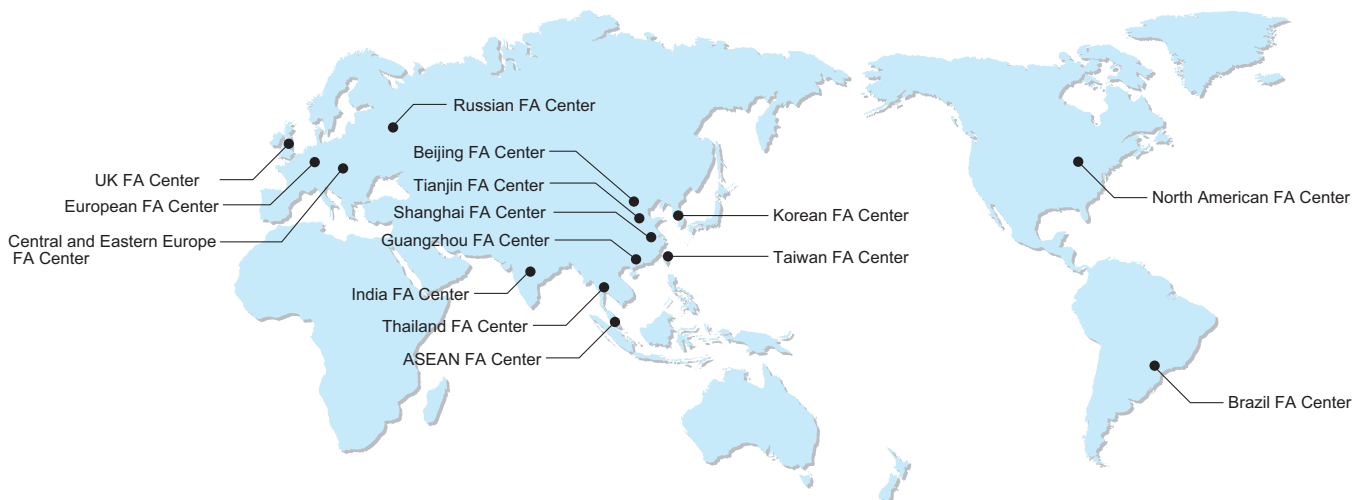 Russian FA Center
Beijing FA Center
UK FA Center
Tianjin FA Center
North American FA Center
European FA Center
Shanghai FA Center
Korean FA Center
Central and Eastern Europe
FA Center
Guangzhou FA Center
Taiwan FA Center
India FA Center
Thailand FA Center
ASEAN FA Center
Brazil FA Center